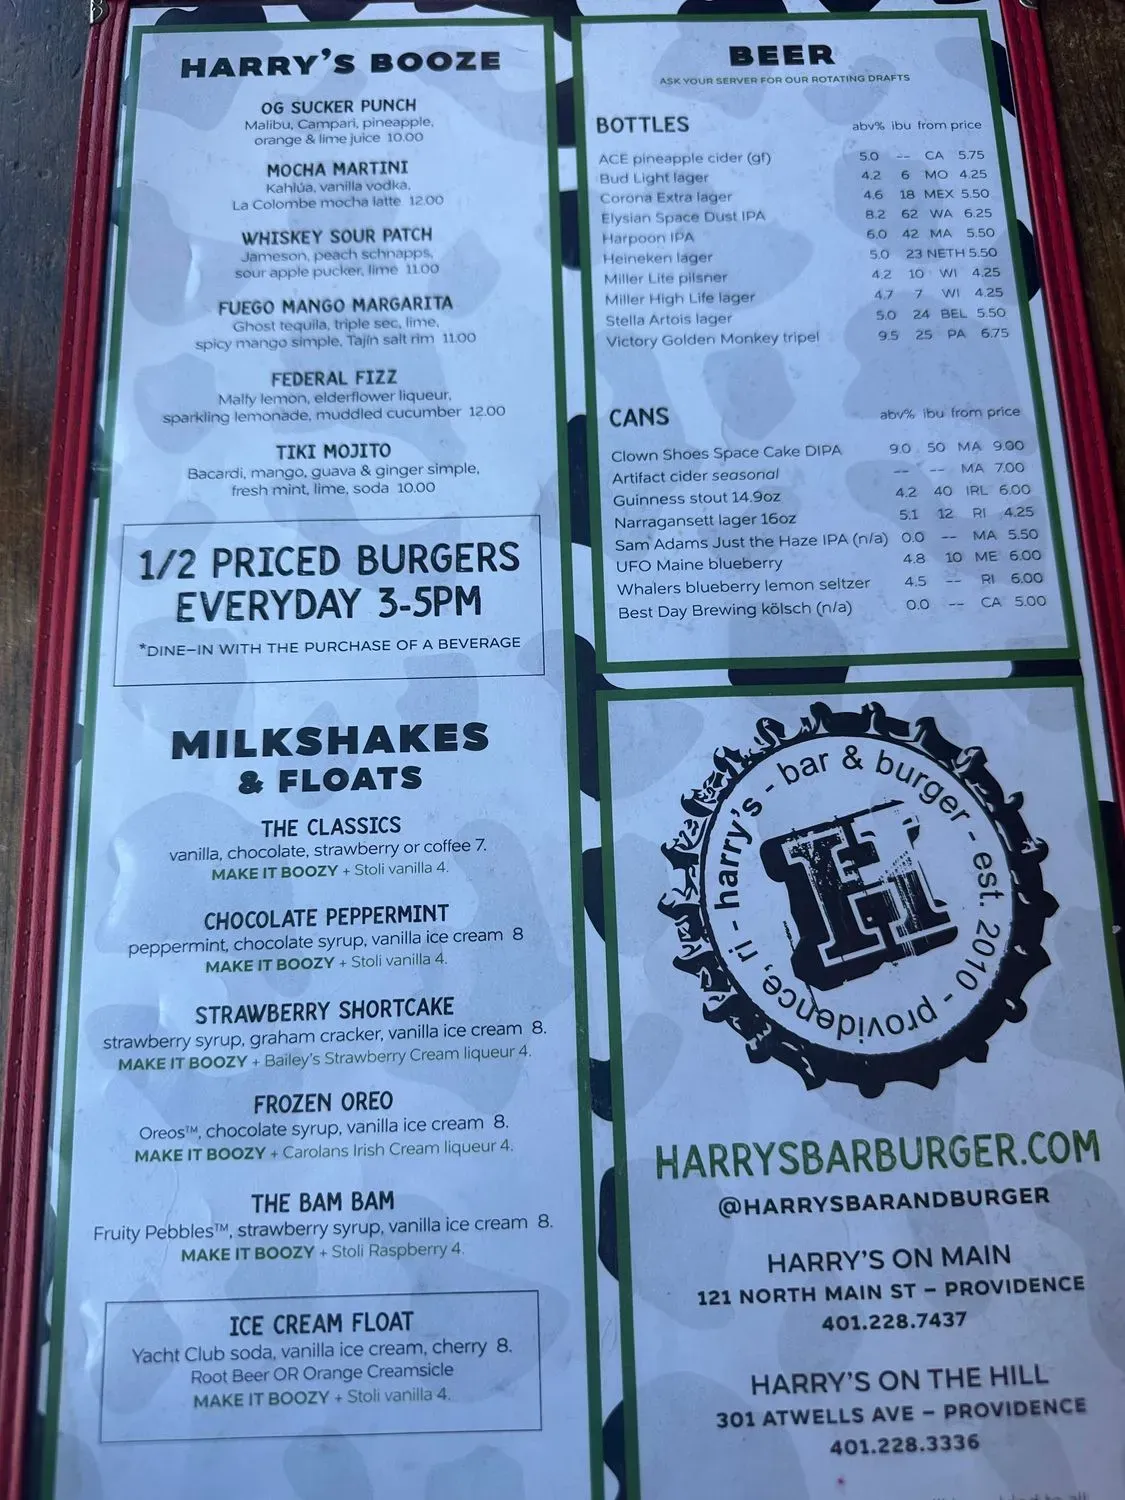 HARRY'S BOOZE
OG SUCKER PUNCH
Malibu, Campari, pineapple,
orange & lime juice 10.00
MOCHA MARTINI
Kahlúa, vanilla vodka,
La Colombe mocha latte 12.00
WHISKEY SOUR PATCH
Jameson, peach schnapps,
sour apple pucker, lime 11.00
FUEGO MANGO MARGARITA
Ghost tequila, triple sec, lime,
spicy mango simple, Tajín salt rim 11.00
FEDERAL FIZZ
Malfy lemon, elderflower liqueur,
sparkling lemonade, muddled cucumber 12.00
TIKI MOJITO
Bacardi, mango, guava & ginger simple,
fresh mint, lime, soda 10.00
1/2 PRICED BURGERS
EVERYDAY 3-5PM
*DINE-IN WITH THE PURCHASE OF A BEVERAGE
MILKSHAKES
& FLOATS
THE CLASSICS
vanilla, chocolate, strawberry or coffee 7.
MAKE IT BOOZY + Stoli vanilla 4.
CHOCOLATE PEPPERMINT
peppermint, chocolate syrup, vanilla ice cream 8
MAKE IT BOOZY + Stoli vanilla 4.
STRAWBERRY SHORTCAKE
strawberry syrup, graham cracker, vanilla ice cream 8.
MAKE IT BOOZY + Bailey's Strawberry Cream liqueur 4.
FROZEN OREO
Oreos™, chocolate syrup, vanilla ice cream 8.
MAKE IT BOOZY + Carolans Irish Cream liqueur 4.
THE BAM BAM
Fruity Pebbles™, strawberry syrup, vanilla ice cream 8.
MAKE IT BOOZY + Stoli Raspberry 4.
ICE CREAM FLOAT
Yacht Club soda, vanilla ice cream, cherry 8.
Root Beer OR Orange Creamsicle
MAKE IT BOOZY + Stoli vanilla 4.
BEER
ASK YOUR SERVER FOR OUR ROTATING DRAFTS
BOTTLES abv% ibu from price
ACE pineapple cider (gf) 5.0 -- CA 5.75
Bud Light lager 4.2 6 MO 4.25
Corona Extra lager 4.6 18 MEX 5.50
Elysian Space Dust IPA 8.2 62 WA 6.25
Harpoon IPA 6.0 42 MA 5.50
Heineken lager 5.0 23 NETH 5.50
Miller Lite pilsner 4.2 10 WI 4.25
Miller High Life lager 4.7 7 WI 4.25
Stella Artois lager 5.0 24 BEL 5.50
Victory Golden Monkey tripel 9.5 25 PA 6.75
CANS abv% ibu from price
Clown Shoes Space Cake DIPA 9.0 50 MA 9.00
Artifact cider seasonal -- -- MA 7.00
Guinness stout 14.9oz 4.2 40 IRL 6.00
Narragansett lager 16oz 5.1 12 RI 4.25
Sam Adams Just the Haze IPA (n/a) 0.0 -- MA 5.50
UFO Maine blueberry 4.8 10 ME 6.00
Whalers blueberry lemon seltzer 4.5 -- RI 6.00
Best Day Brewing kölsch (n/a) 0.0 -- CA 5.00
harry's - bar & burger - est. 2010 - providence, ri -
H
HARRYSBARBURGER.COM
@HARRYSBARANDBURGER
HARRY'S ON MAIN
121 NORTH MAIN ST - PROVIDENCE
401.228.7437
HARRY'S ON THE HILL
301 ATWELLS AVE - PROVIDENCE
401.228.3336